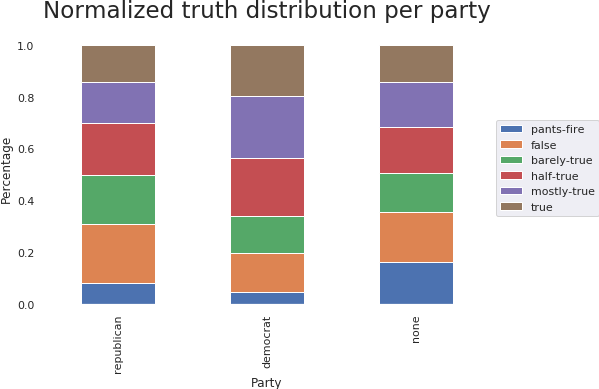 Normalized truth distribution per party
1.0
0.8
0.6
0.4
0.2
0.0
Percentage
republican
democrat
none
Party
pants-fire
false
barely-true
half-true
mostly-true
true